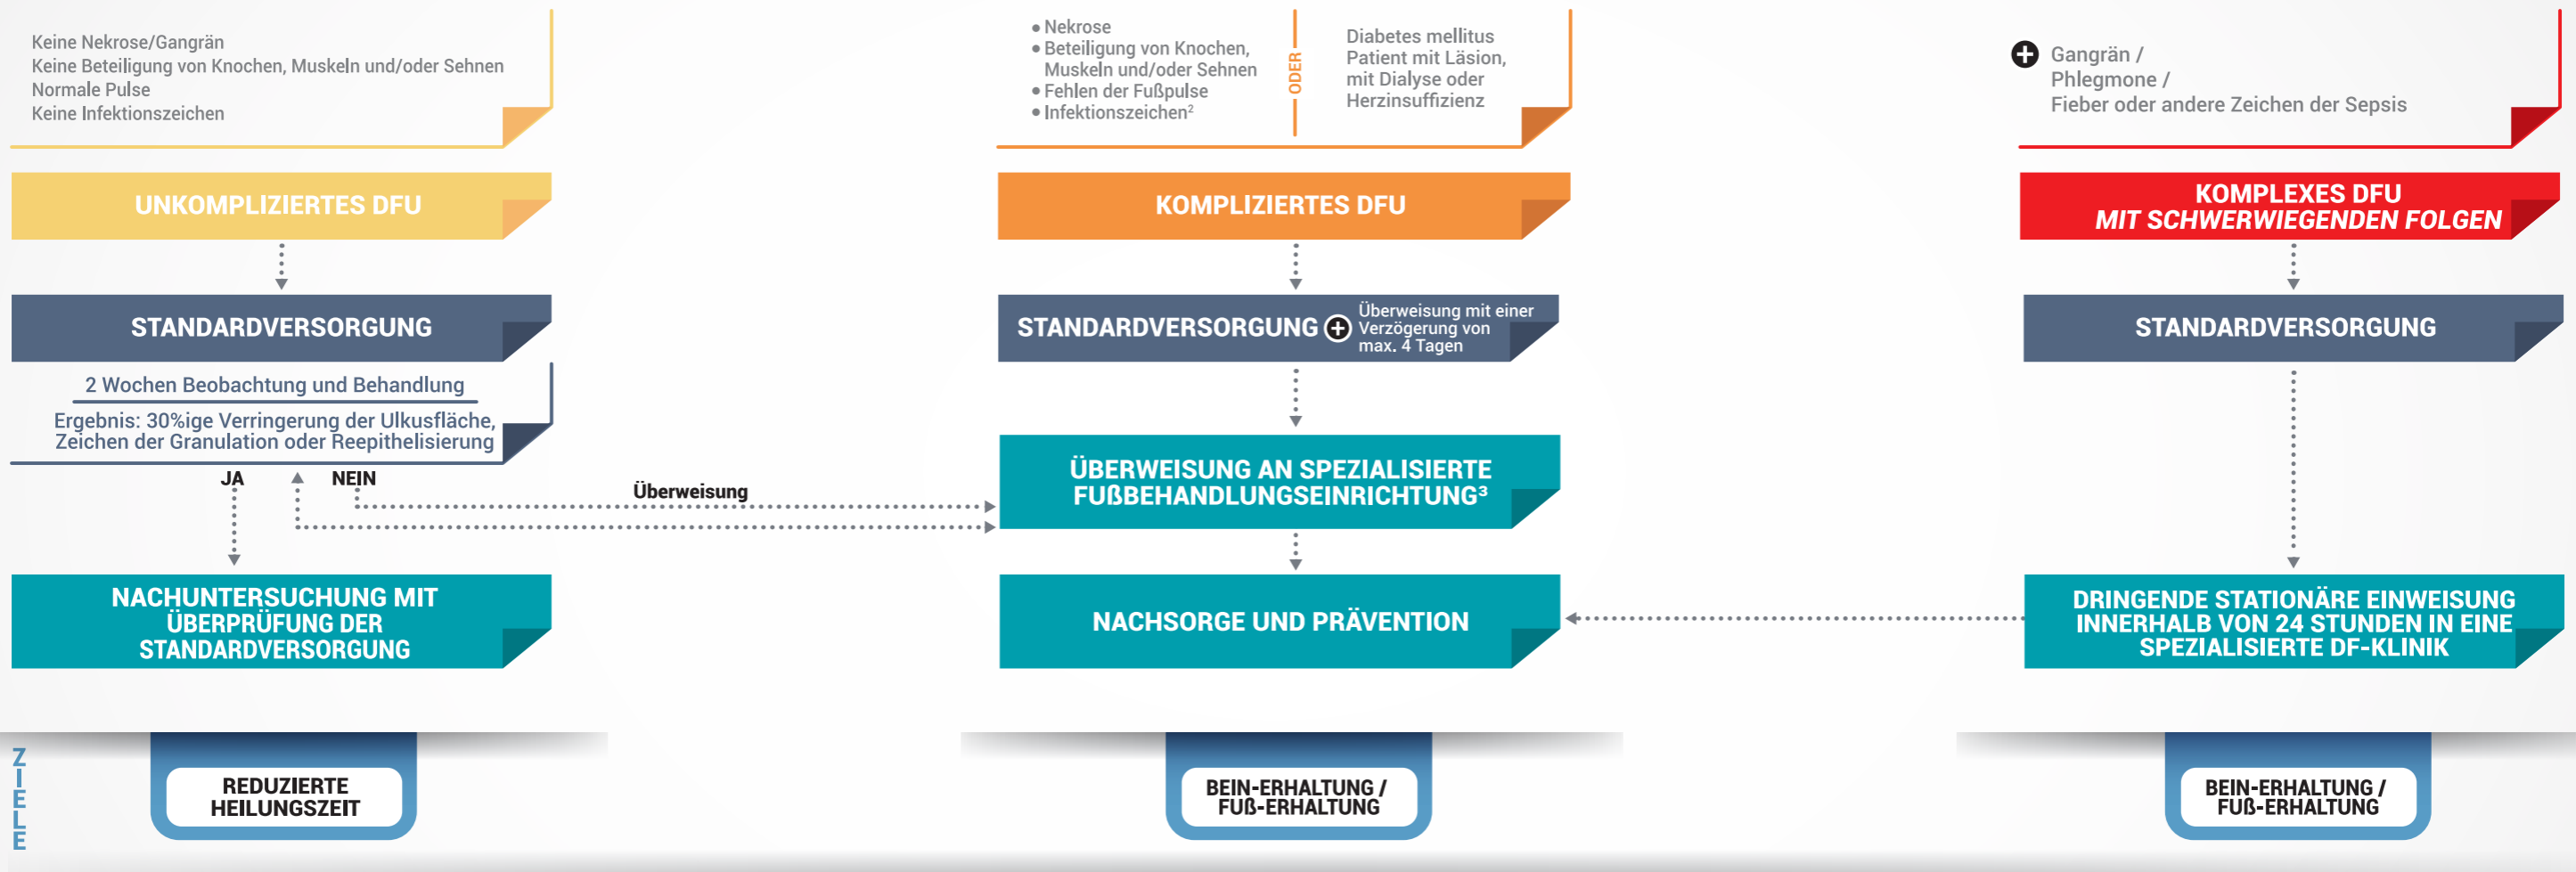 Keine Nekrose/Gangrän
Keine Beteiligung von Knochen, Muskeln und/oder Sehnen
Normale Pulse
Keine Infektionszeichen
UNKOMPLIZIERTES DFU
STANDARDVERSORGUNG
2 Wochen Beobachtung und Behandlung
Ergebnis: 30%ige Verringerung der Ulkusfläche,
Zeichen der Granulation oder Reepithelisierung
JA
NEIN
Überweisung
NACHUNTERSUCHUNG MIT
ÜBERPRÜFUNG DER
STANDARDVERSORGUNG
• Nekrose
• Beteiligung von Knochen,
Muskeln und/oder Sehnen
• Fehlen der Fußpulse
• Infektionszeichen²
ODER
Diabetes mellitus
Patient mit Läsion,
mit Dialyse oder
Herzinsuffizienz
KOMPLIZIERTES DFU
STANDARDVERSORGUNG +
Überweisung mit einer
Verzögerung von
max. 4 Tagen
ÜBERWEISUNG AN SPEZIALISIERTE
FUßBEHANDLUNGSEINRICHTUNG³
NACHSORGE UND PRÄVENTION
+ Gangrän /
Phlegmone /
Fieber oder andere Zeichen der Sepsis
KOMPLEXES DFU
MIT SCHWERWIEGENDEN FOLGEN
STANDARDVERSORGUNG
DRINGENDE STATIONÄRE EINWEISUNG
INNERHALB VON 24 STUNDEN IN EINE
SPEZIALISIERTE DF-KLINIK
ZIELE
REDUZIERTE
HEILUNGSZEIT
BEIN-ERHALTUNG /
FUß-ERHALTUNG
BEIN-ERHALTUNG /
FUß-ERHALTUNG